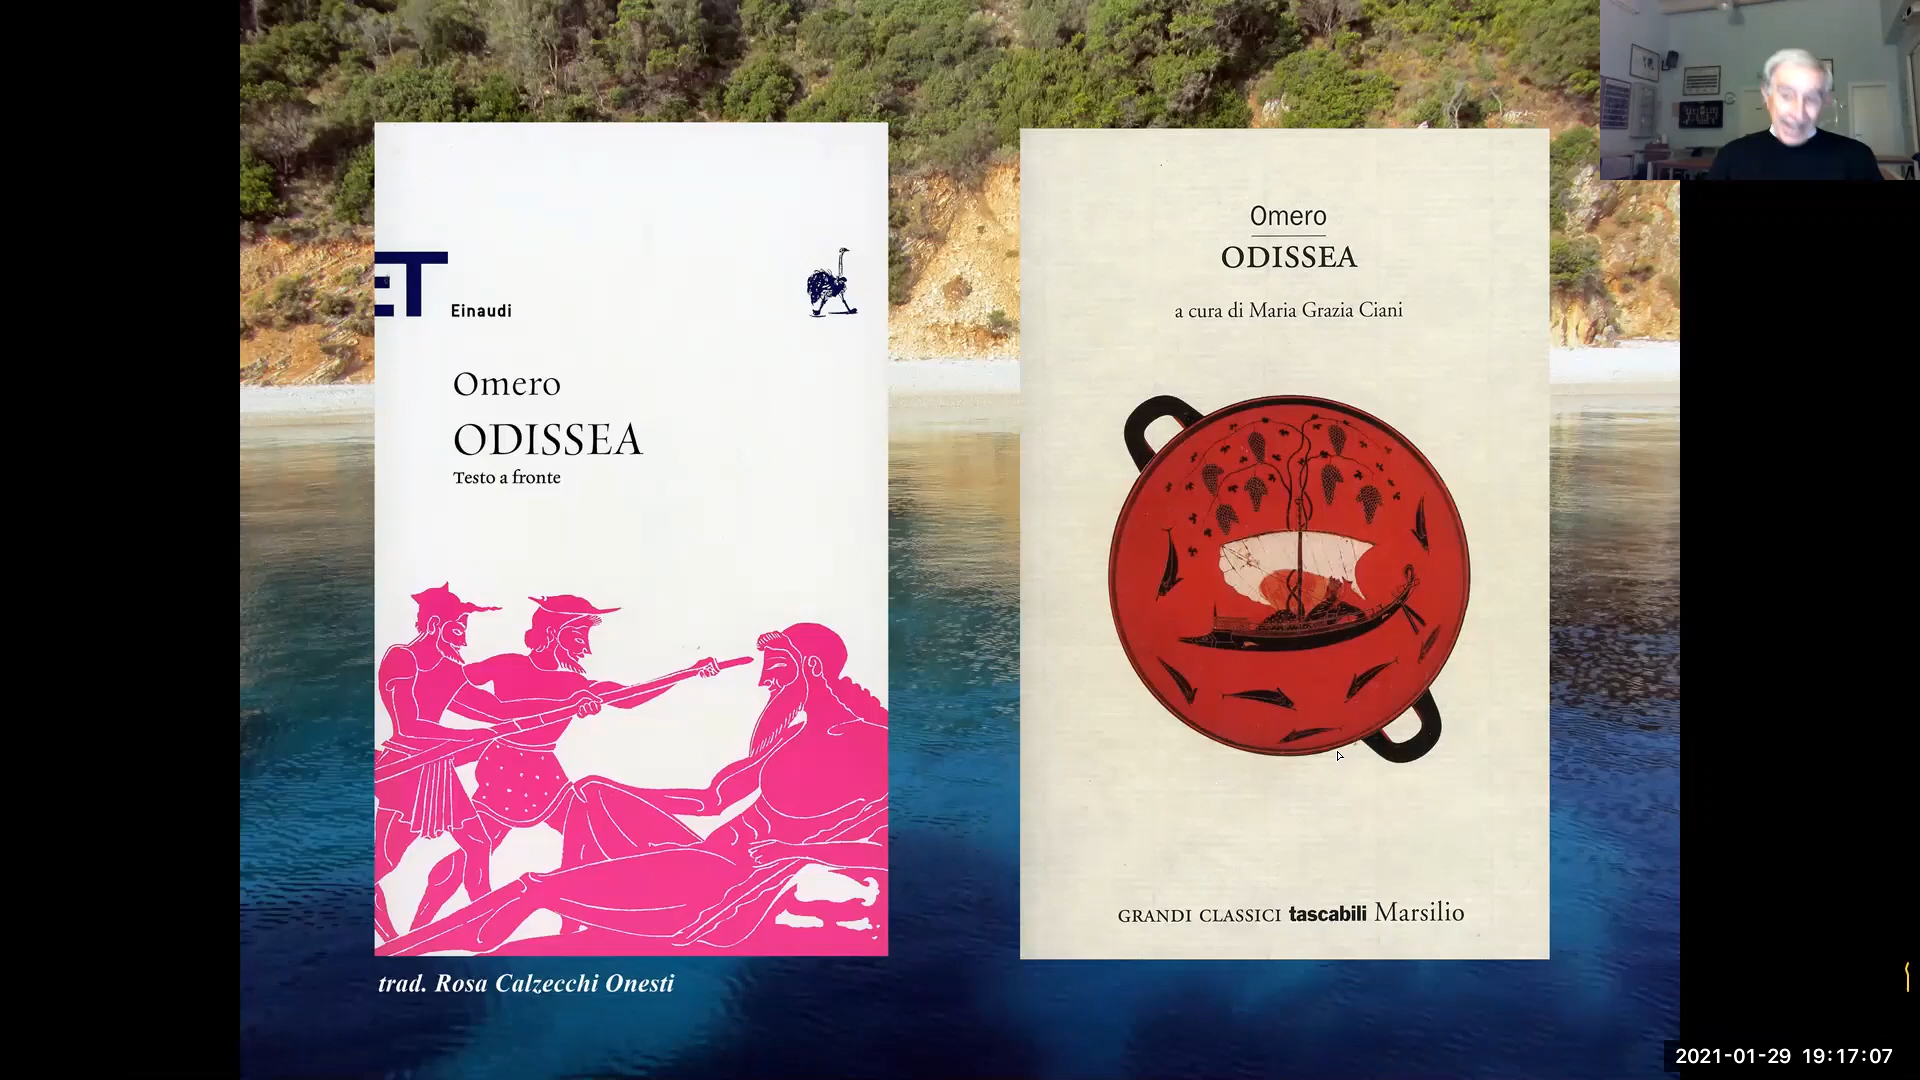 ET
Einaudi
Omero
ODISSEA
Testo a fronte
trad. Rosa Calzecchi Onesti
Omero
ODISSEA
a cura di Maria Grazia Ciani
GRANDI CLASSICI tascabili Marsilio
2021-01-29 19:17:07